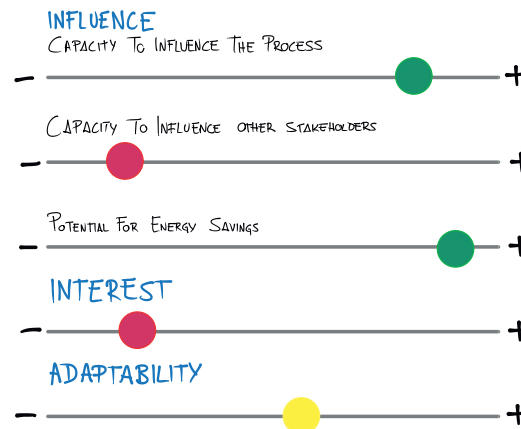 INFLUENCE
CAPACITY TO INFLUENCE THE PROCESS
- +
CAPACITY TO INFLUENCE OTHER STAKEHOLDERS
- +
POTENTIAL FOR ENERGY SAVINGS
- +
INTEREST
- +
ADAPTABILITY
- +